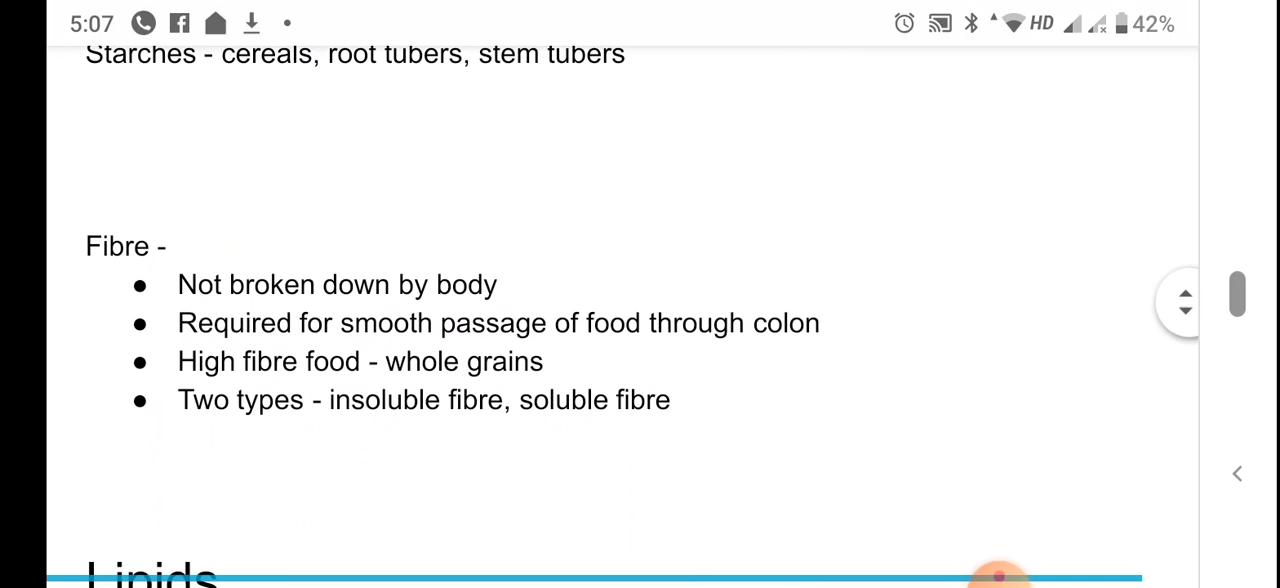 5:07 HD 42%
Starches - cereals, root tubers, stem tubers
Fibre -
● Not broken down by body
● Required for smooth passage of food through colon
● High fibre food - whole grains
● Two types - insoluble fibre, soluble fibre
Lipids